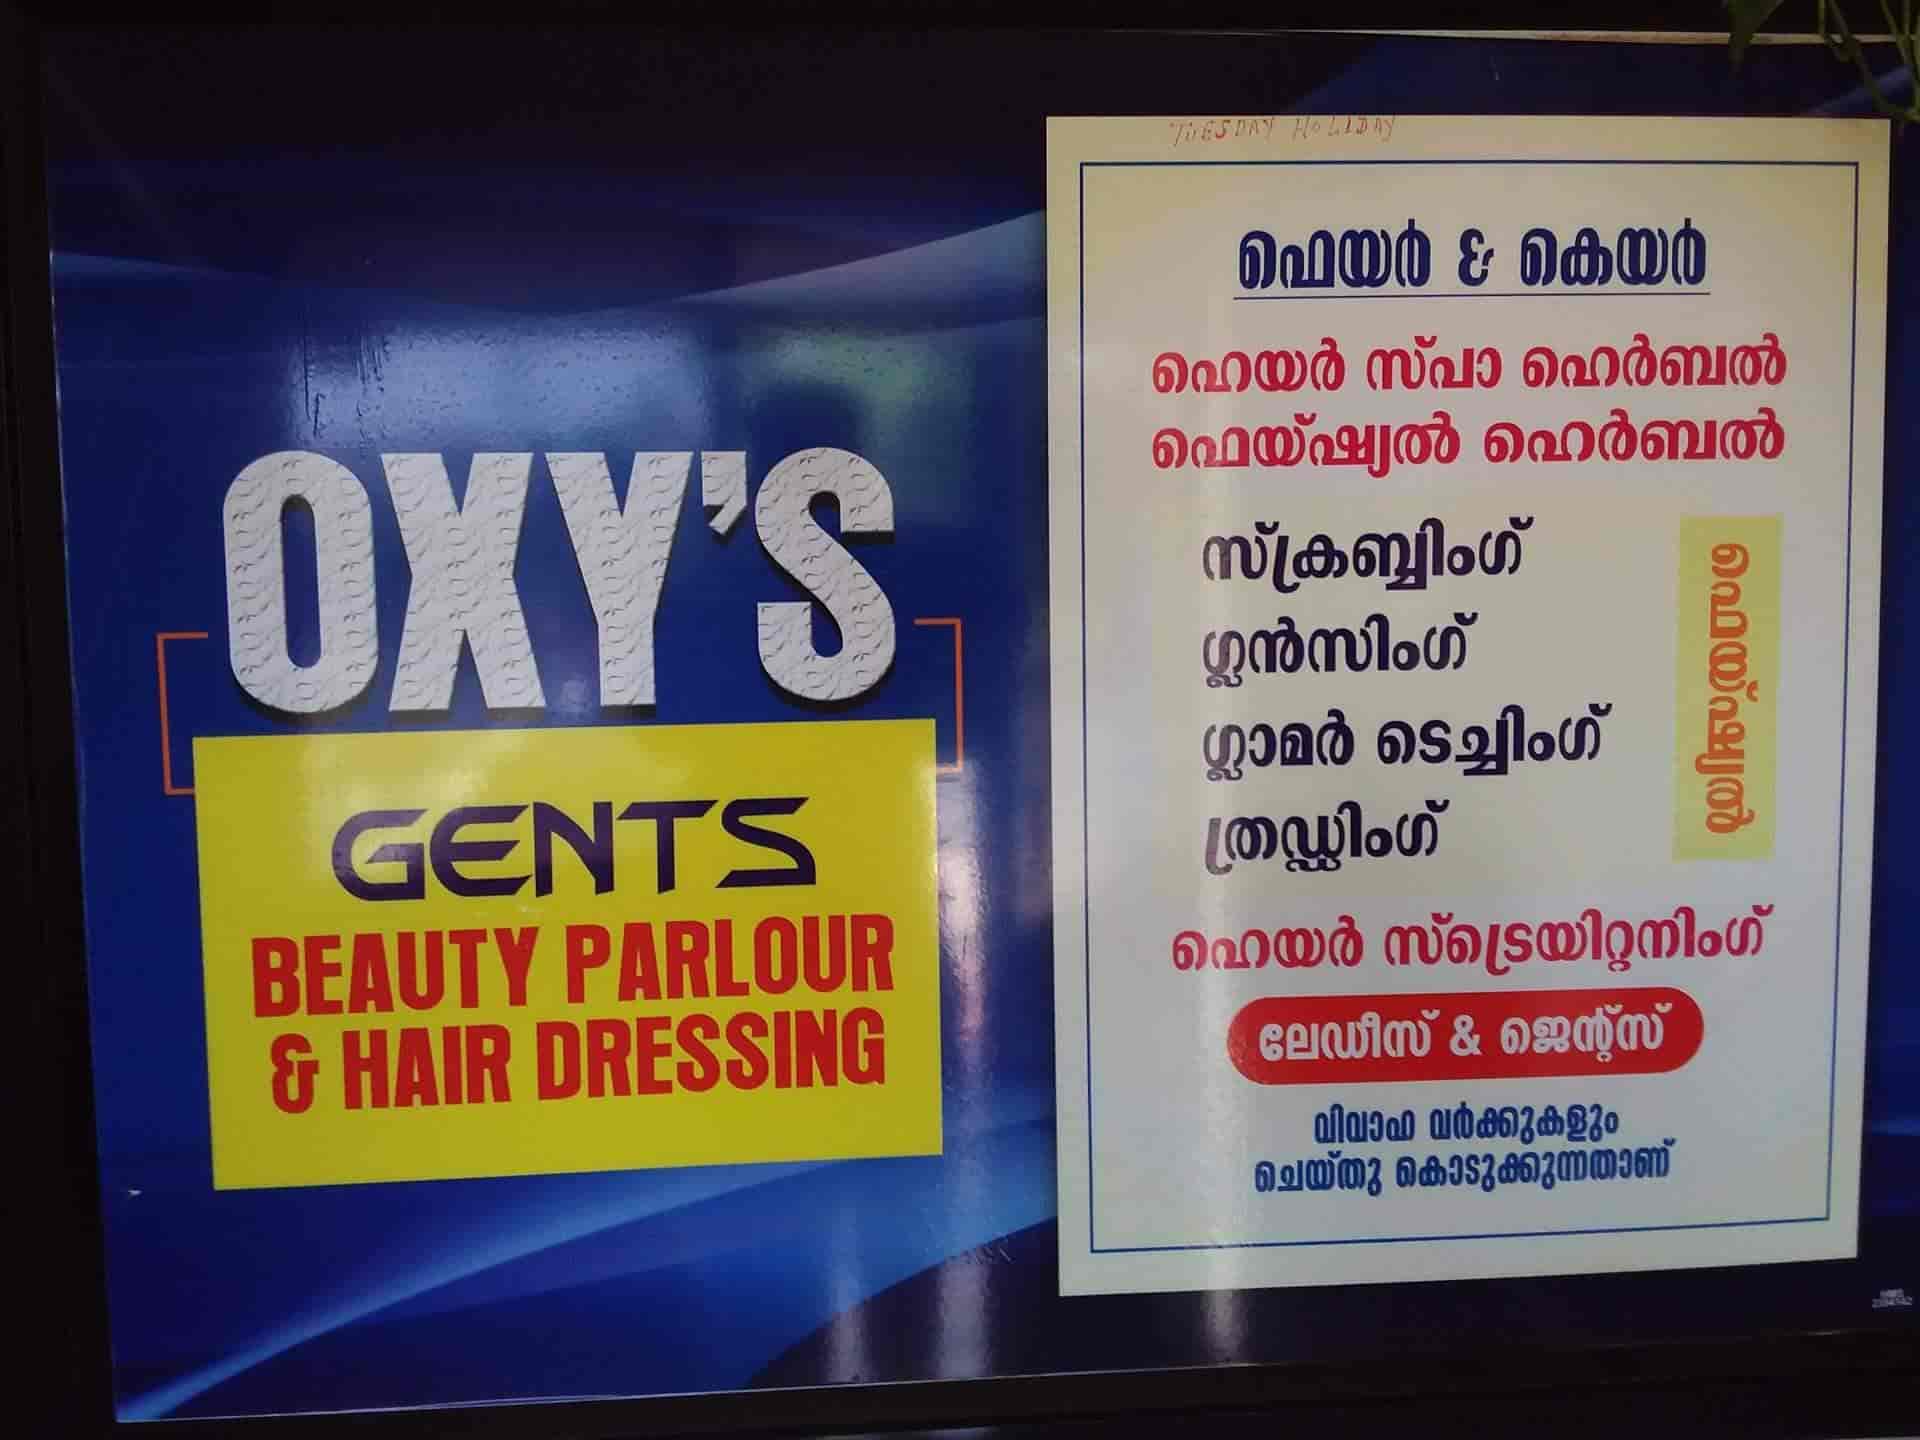 OXY'S
GENTS
BEAUTY PARLOUR
& HAIR DRESSING
TUESDAY HOLIDAY
ഫെയർ & കെയർ
ഹെയർ സ്പാ ഹെർബൽ
ഫെയ്ഷ്യൽ ഹെർബൽ
സ്ക്രബ്ബിംഗ്
ഗ്ലൻസിംഗ്
ഗ്ലാമർ ടെച്ചിംഗ്
ത്രഡ്ഡിംഗ്
ഹെയർ സ്ട്രെയിറ്റനിംഗ്
ലേഡീസ് & ജെന്റ്സ്
വിവാഹ വർക്കുകളും
ചെയ്തു കൊടുക്കുന്നതാണ്